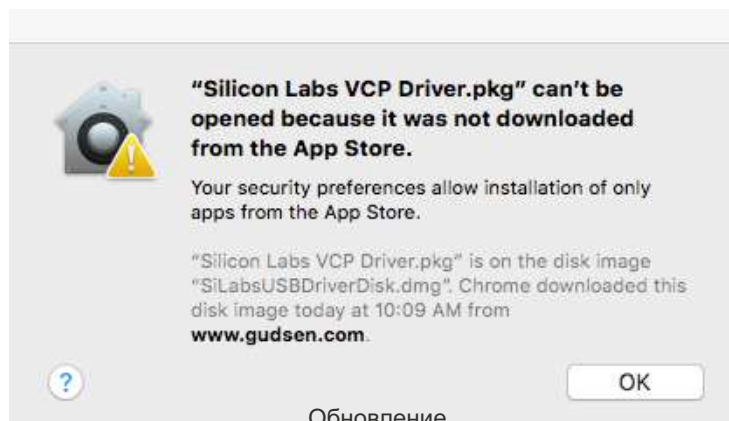 “Silicon Labs VCP Driver.pkg” can’t be
opened because it was not downloaded
from the App Store.
Your security preferences allow installation of only
apps from the App Store.
“Silicon Labs VCP Driver.pkg” is on the disk image
“SiLabsUSBDriverDisk.dmg”. Chrome downloaded this
disk image today at 10:09 AM from
www.gudsen.com.
?
OK
Обновление